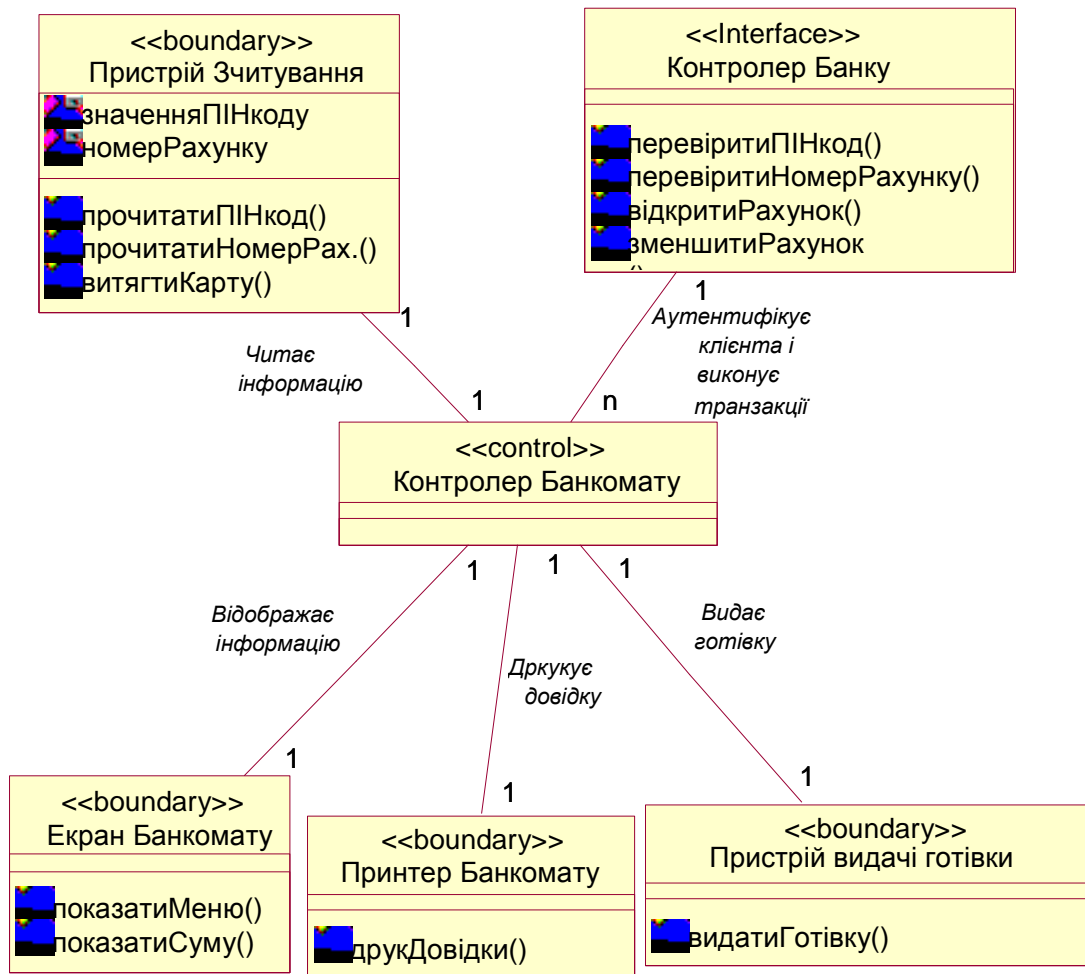 <<boundary>>
Пристрій Зчитування
значенняПІНкоду
номерРахунку
прочитатиПІНкод()
прочитатиНомерРах.()
витягтиКарту()
<<Interface>>
Контролер Банку
перевіритиПІНкод()
перевіритиНомерРахунку()
відкритиРахунок()
зменшитиРахунок
()
1
Читає
інформацію
1
1
Аутентифікує
клієнта і
виконує
транзакції
n
<<control>>
Контролер Банкомату
1
1
1
Відображає
інформацію
Дркукує
довідку
Видає
готівку
1
1
1
<<boundary>>
Екран Банкомату
показатиМеню()
показатиСуму()
<<boundary>>
Принтер Банкомату
друкДовідки()
<<boundary>>
Пристрій видачі готівки
видатиГотівку()